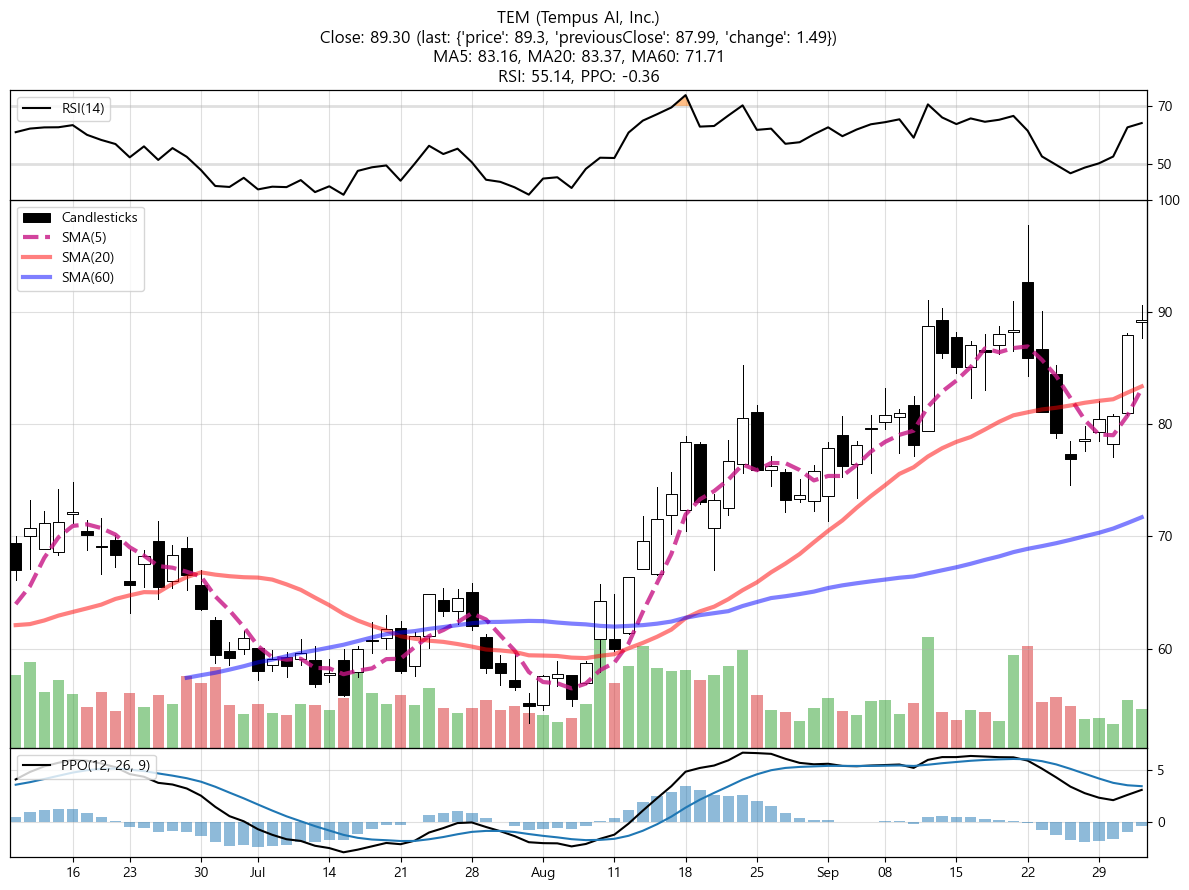 TEM (Tempus AI, Inc.)
Close: 89.30 (last: {'price': 89.3, 'previousClose': 87.99, 'change': 1.49})
MA5: 83.16, MA20: 83.37, MA60: 71.71
RSI: 55.14, PPO: -0.36
RSI(14)
70
50
100
Candlesticks
SMA(5)
SMA(20)
SMA(60)
90
80
70
60
PPO(12, 26, 9)
5
0
16 23 30 Jul 14 21 28 Aug 11 18 25 Sep 08 15 22 29